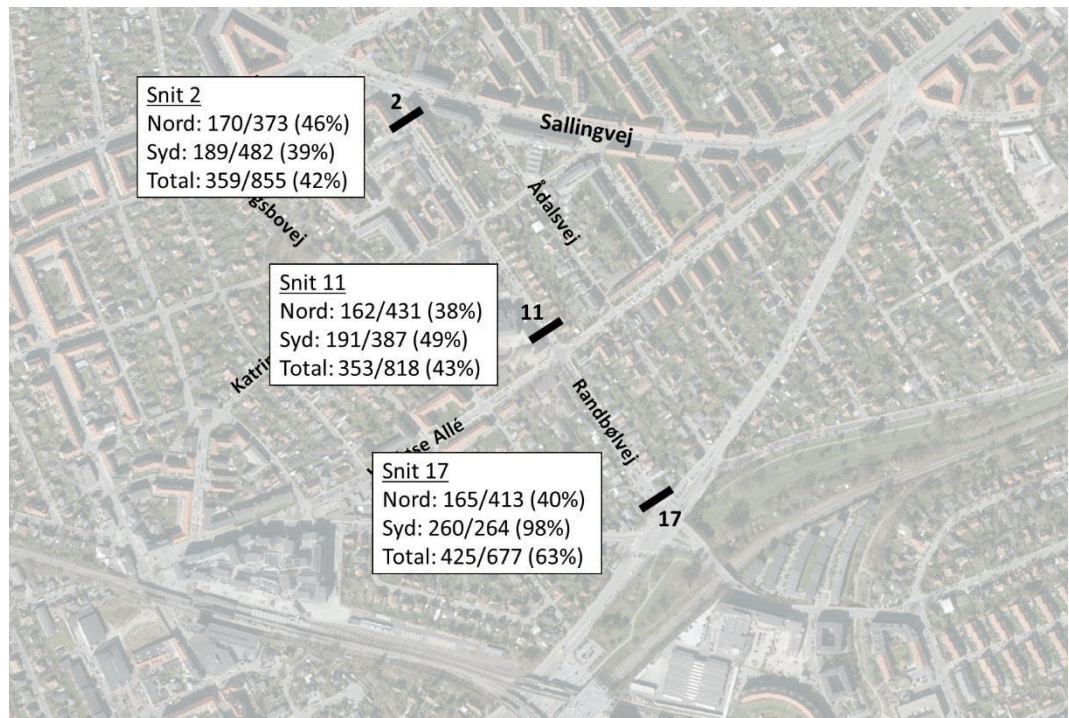 Snit 2
Nord: 170/373 (46%)
Syd: 189/482 (39%)
Total: 359/855 (42%)
2
Sallingvej
Ådalsvej
Snit 11
Nord: 162/431 (38%)
Syd: 191/387 (49%)
Total: 353/818 (43%)
11
Randbølvej
Allé
Snit 17
Nord: 165/413 (40%)
Syd: 260/264 (98%)
Total: 425/677 (63%)
17